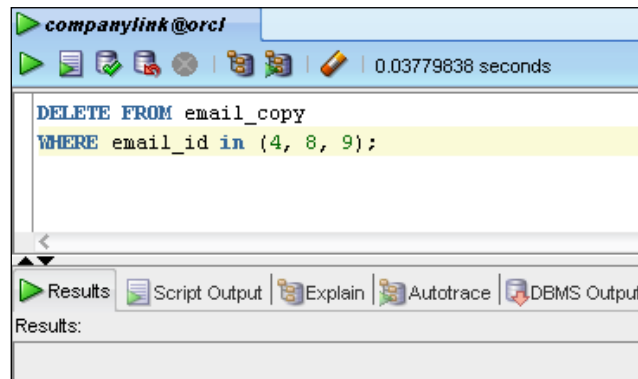 companylink@orcl
0.03779838 seconds
DELETE FROM email_copy
WHERE email_id in (4, 8, 9);
Results Script Output Explain Autotrace DBMS Output
Results: